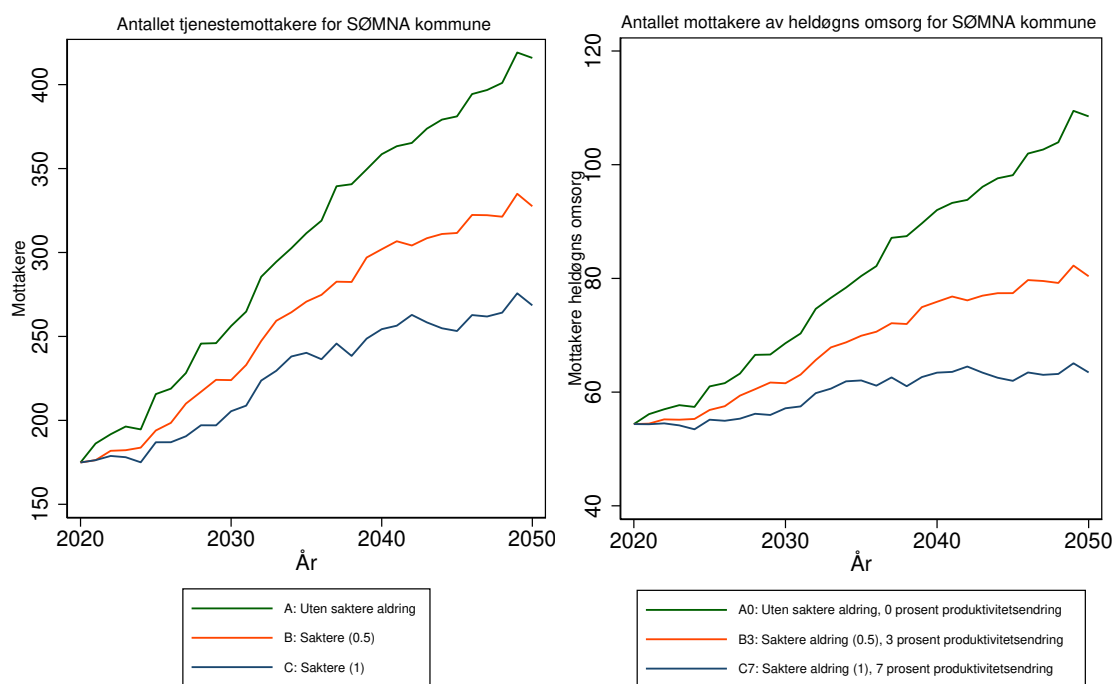 Antallet tjenestemottakere for SØMNA kommune
Mottakere
400
350
300
250
200
150
2020
2030
2040
2050
År
A: Uten saktere aldring
B: Saktere (0.5)
C: Saktere (1)
Antallet mottakere av heldøgns omsorg for SØMNA kommune
Mottakere heldøgns omsorg
120
100
80
60
40
2020
2030
2040
2050
År
A0: Uten saktere aldring, 0 prosent produktivitetsendring
B3: Saktere aldring (0.5), 3 prosent produktivitetsendring
C7: Saktere aldring (1), 7 prosent produktivitetsendring